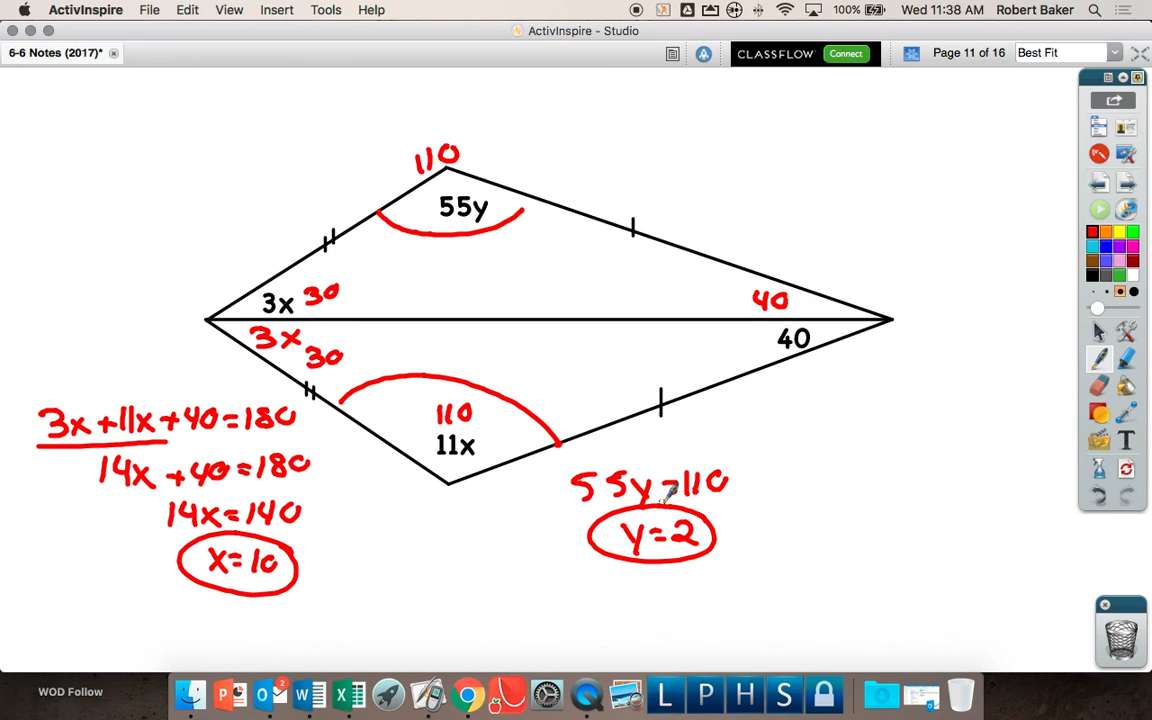 ActivInspire File Edit View Insert Tools Help 100% Wed 11:38 AM Robert Baker
ActivInspire - Studio
6-6 Notes (2017)* CLASSFLOW Connect Page 11 of 16 Best Fit
110
55y
3x 30
40
3x
30
40
110
11x
3x + 11x + 40 = 180
14x + 40 = 180
14x = 140
x = 10
55y = 110
y = 2
T
WOD Follow
2
P
W
X
L P H S